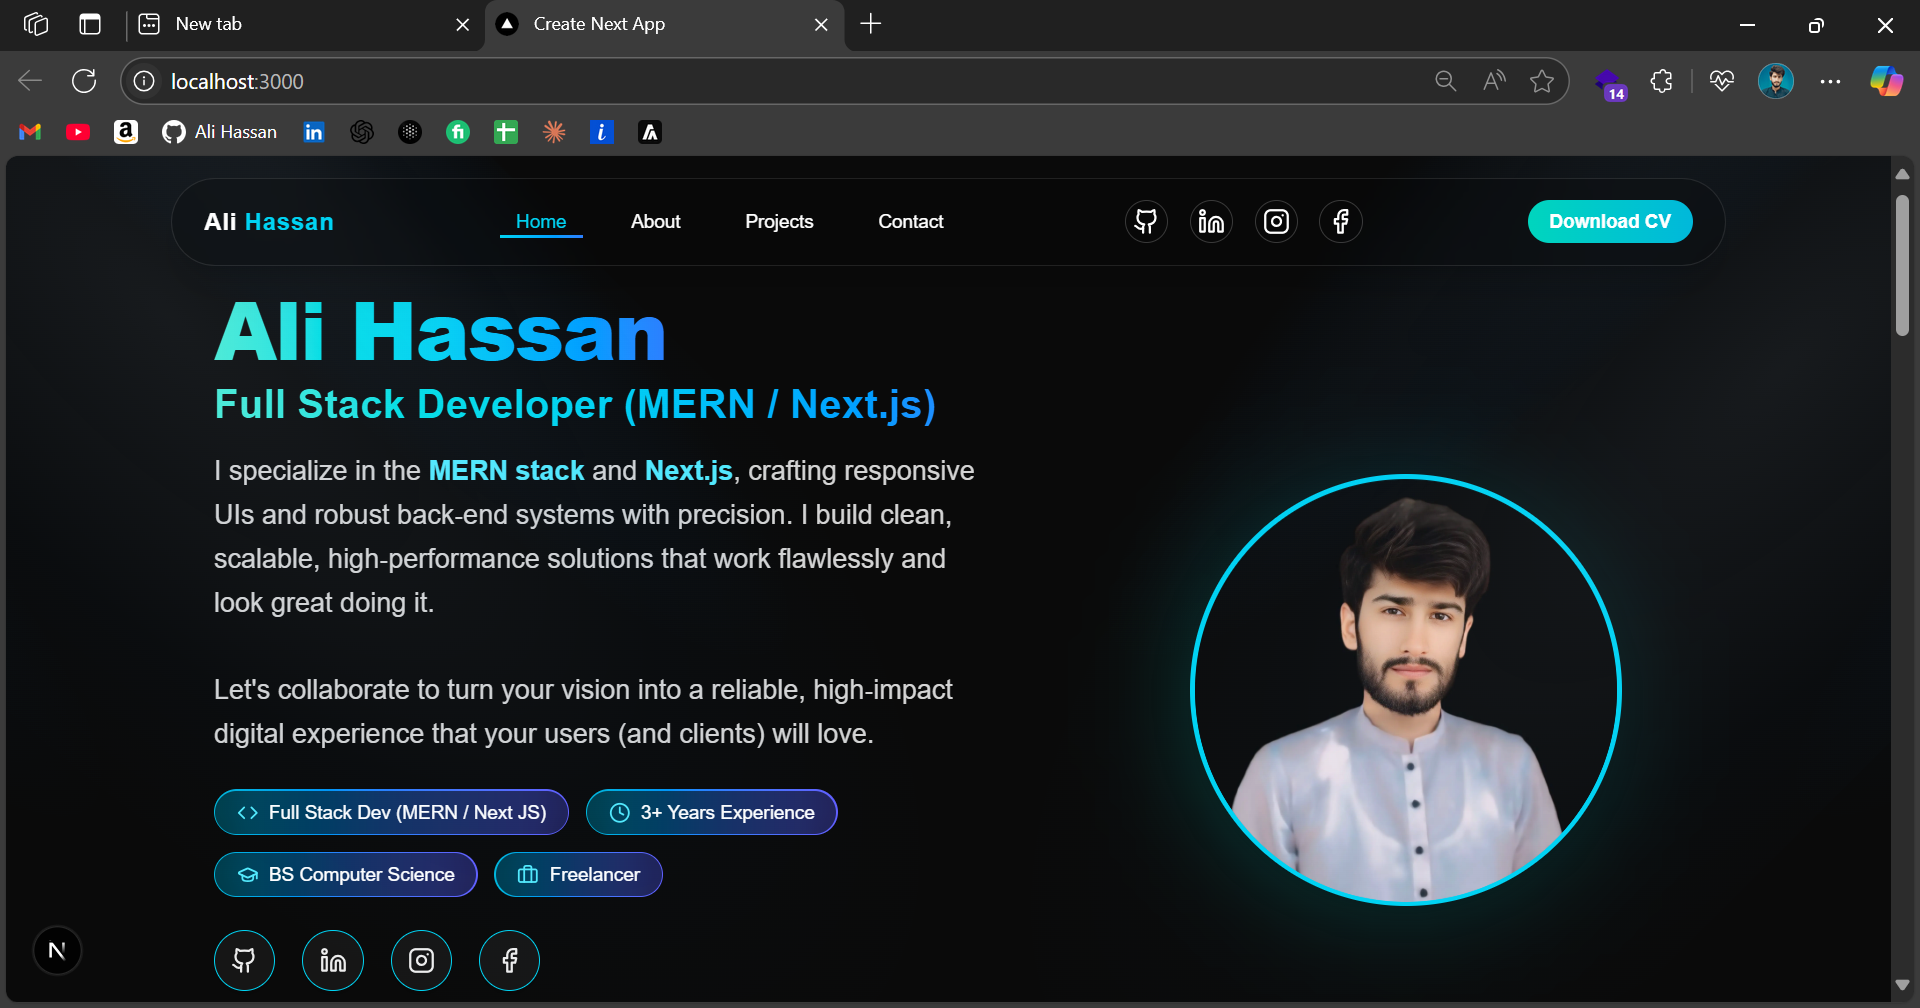 New tab
Create Next App
localhost:3000
14
Ali Hassan
Ali Hassan
Home
About
Projects
Contact
Download CV
Ali Hassan
Full Stack Developer (MERN / Next.js)
I specialize in the MERN stack and Next.js, crafting responsive
UIs and robust back-end systems with precision. I build clean,
scalable, high-performance solutions that work flawlessly and
look great doing it.
Let's collaborate to turn your vision into a reliable, high-impact
digital experience that your users (and clients) will love.
Full Stack Dev (MERN / Next JS)
3+ Years Experience
BS Computer Science
Freelancer